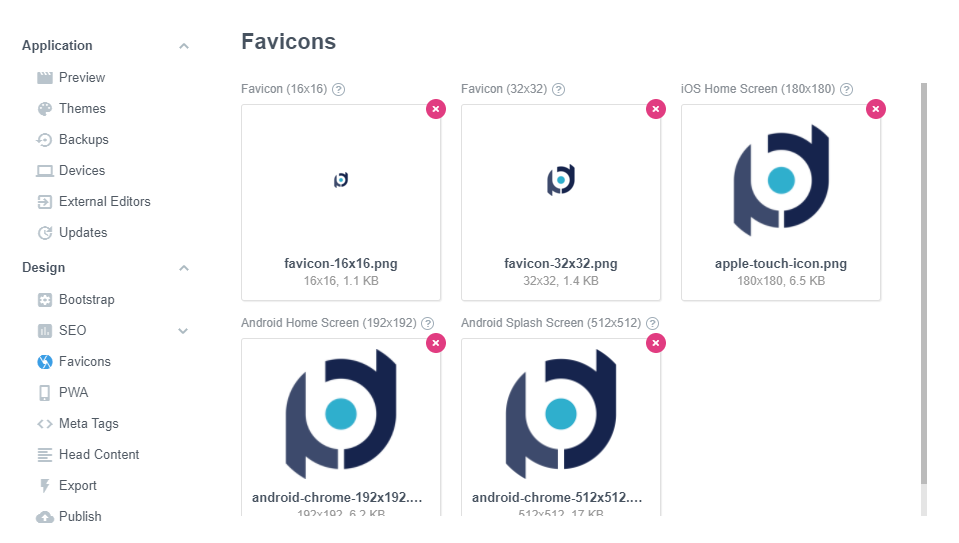 Application
Preview
Themes
Backups
Devices
External Editors
Updates
Design
Bootstrap
SEO
Favicons
PWA
Meta Tags
Head Content
Export
Publish
Favicons
Favicon (16x16) ?
Favicon (32x32) ?
iOS Home Screen (180x180) ?
favicon-16x16.png
16x16, 1.1 KB
favicon-32x32.png
32x32, 1.4 KB
apple-touch-icon.png
180x180, 6.5 KB
Android Home Screen (192x192) ?
Android Splash Screen (512x512) ?
android-chrome-192x192....
192x192, 6.2 KB
android-chrome-512x512....
512x512, 17 KB